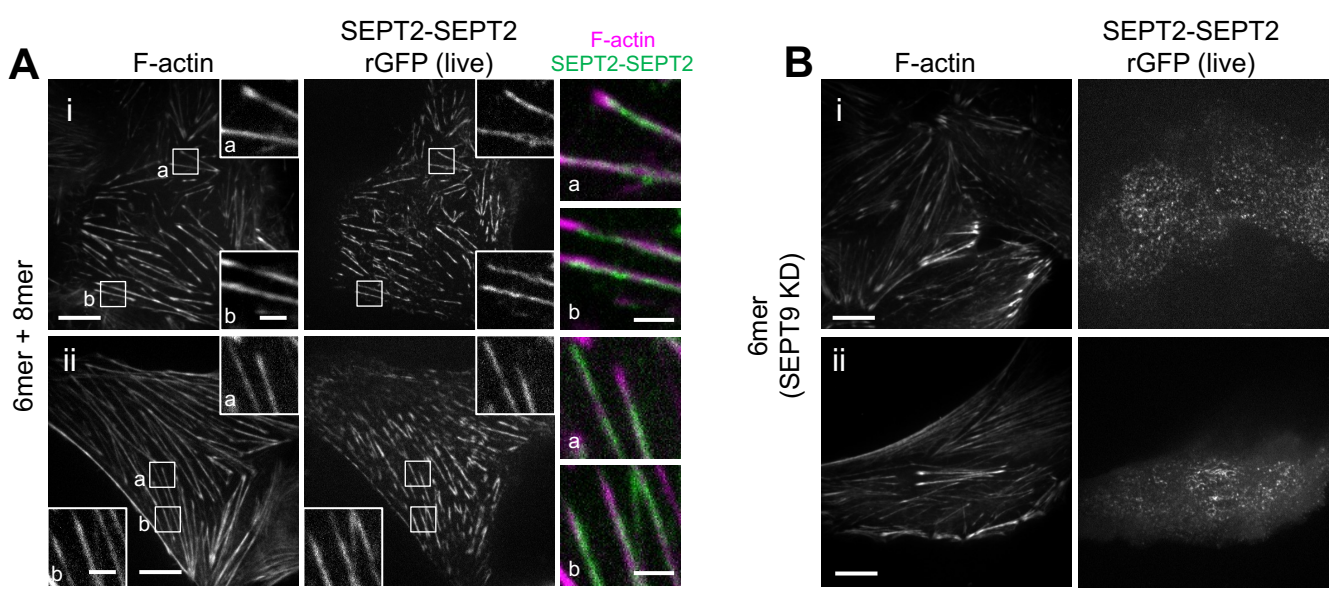 A
F-actin
SEPT2-SEPT2
rGFP (live)
F-actin
SEPT2-SEPT2
6mer + 8mer
i
a
b
a
b
a
b
ii
a
b
a
b
a
b
B
F-actin
SEPT2-SEPT2
rGFP (live)
6mer
(SEPT9 KD)
i
ii